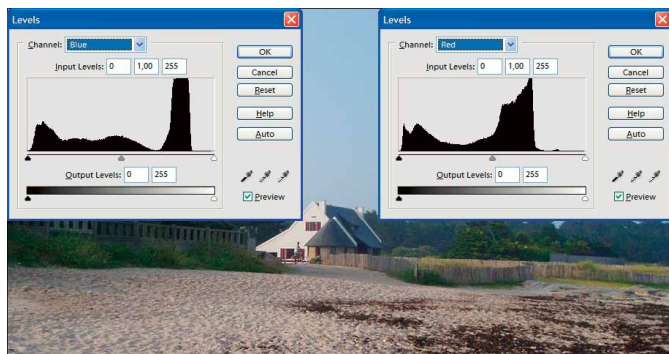 Levels
Channel: Blue
Input Levels: 0 1,00 255
OK
Cancel
Reset
Help
Auto
Output Levels: 0 255
Preview
Levels
Channel: Red
Input Levels: 0 1,00 255
OK
Cancel
Reset
Help
Auto
Output Levels: 0 255
Preview